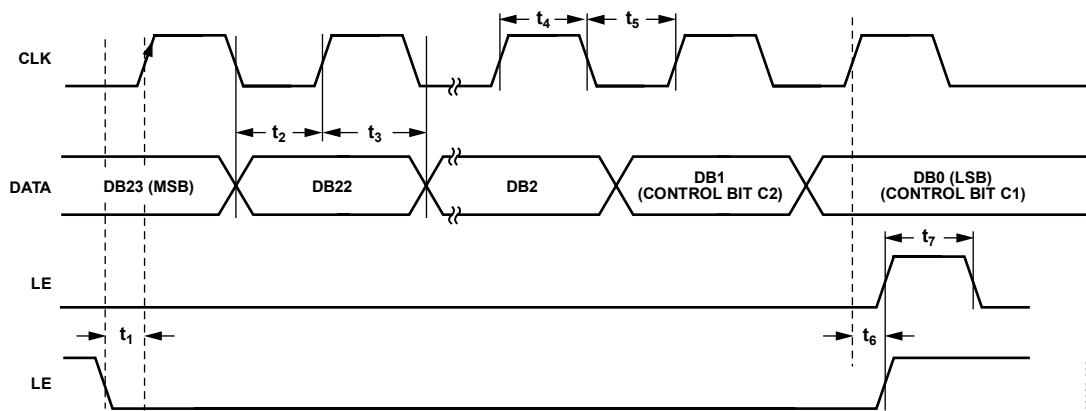 t4
t5
CLK
t2
t3
DATA
DB23 (MSB)
DB22
DB2
DB1
(CONTROL BIT C2)
DB0 (LSB)
(CONTROL BIT C1)
t7
LE
t1
t6
LE